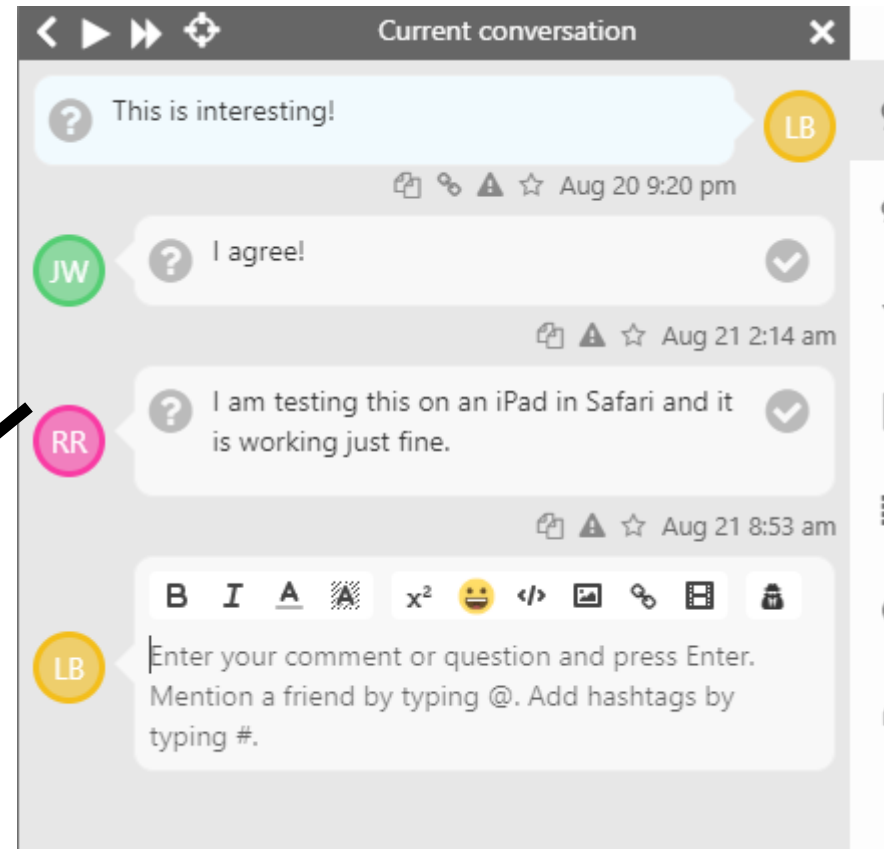 Current conversation
This is interesting!
LB
Aug 20 9:20 pm
JW
I agree!
Aug 21 2:14 am
RR
I am testing this on an iPad in Safari and it
is working just fine.
Aug 21 8:53 am
B I A A x² </>
LB
Enter your comment or question and press Enter.
Mention a friend by typing @. Add hashtags by
typing #.